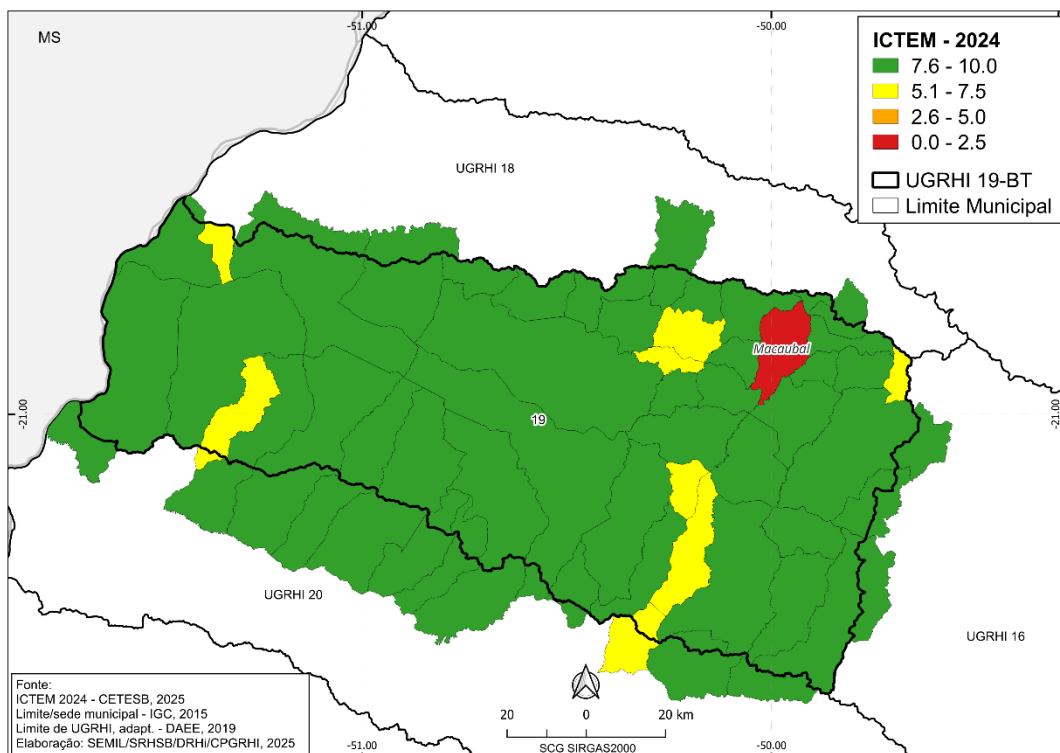 -51.00
-50.00
MS
ICTEM - 2024
7.6 - 10.0
5.1 - 7.5
2.6 - 5.0
0.0 - 2.5
UGRHI 19-BT
Limite Municipal
UGRHI 18
Macaubal
-21.00
19
-21.00
UGRHI 20
UGRHI 16
Fonte:
ICTEM 2024 - CETESB, 2025
Limite/sede municipal - IGC, 2015
Limite de UGRHI, adapt. - DAEE, 2019
Elaboração: SEMIL/SRHSB/DRHi/CPGRHI, 2025
20 0 20 km
SCG SIRGAS2000
-51.00
-50.00